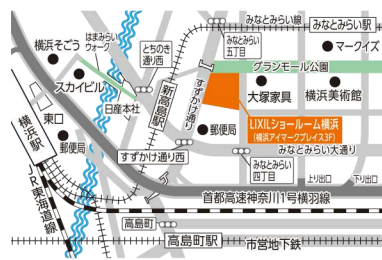 みなとみらい線
みなとみらい駅
はまみらい
ウォーク
横浜そごう
とちのき
通り西
みなとみらい
五丁目
マークイズ
グランモール公園
スカイビル
日産本社
新高島駅
すずかけ通り
大塚家具
横浜美術館
LIXILショールーム横浜
(横浜アイマークプレイス3F)
東口
横浜駅
郵便局
郵便局
すずかけ通り西
みなとみらい大通り
みなとみらい
四丁目
上り出口
下り出口
JR東海道線
首都高速神奈川1号横羽線
高島町
高島町駅
市営地下鉄